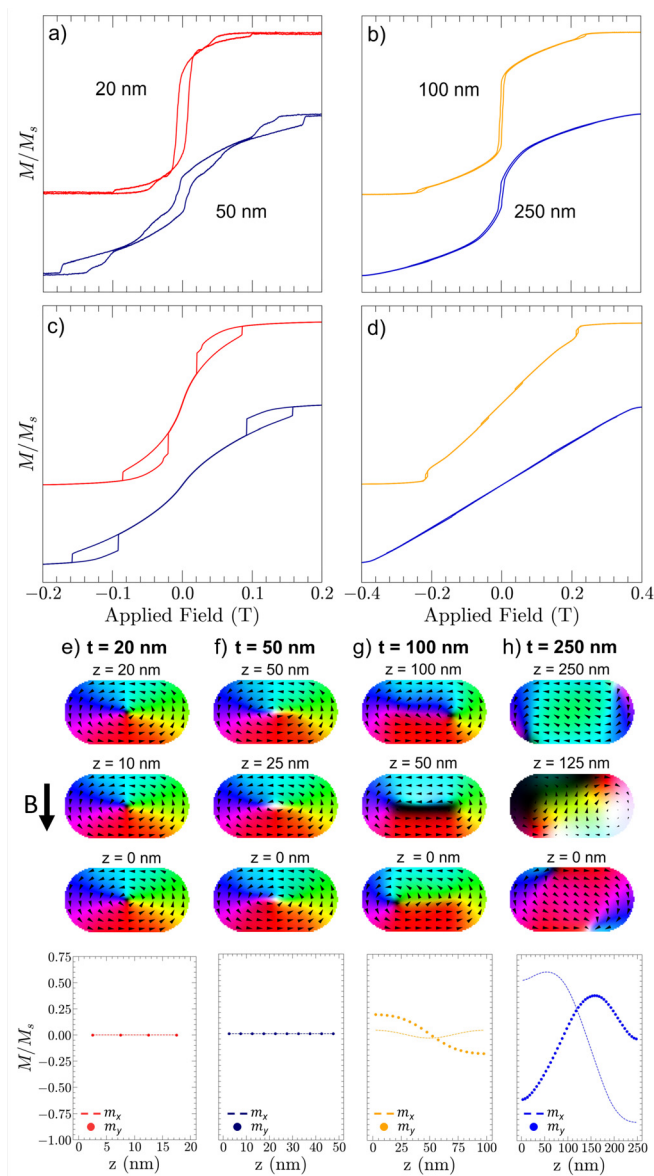 a)
b)
20 nm
100 nm
M/Mₛ
50 nm
250 nm
c)
d)
M/Mₛ
−0.2 −0.1 0.0 0.1 0.2
−0.4 −0.2 0.0 0.2 0.4
Applied Field (T) Applied Field (T)
e) t = 20 nm f) t = 50 nm g) t = 100 nm h) t = 250 nm
z = 20 nm z = 50 nm z = 100 nm z = 250 nm
B
z = 10 nm z = 25 nm z = 50 nm z = 125 nm
z = 0 nm z = 0 nm z = 0 nm z = 0 nm
0.75
0.50
0.25
0.00
−0.25
−0.50
−0.75
−1.00
M/Mₛ
mₓ mₓ mₓ mₓ
m_y m_y m_y m_y
0 5 10 15 20 0 10 20 30 40 50 0 25 50 75 100 0 50 100 150 200 250
z (nm) z (nm) z (nm) z (nm)